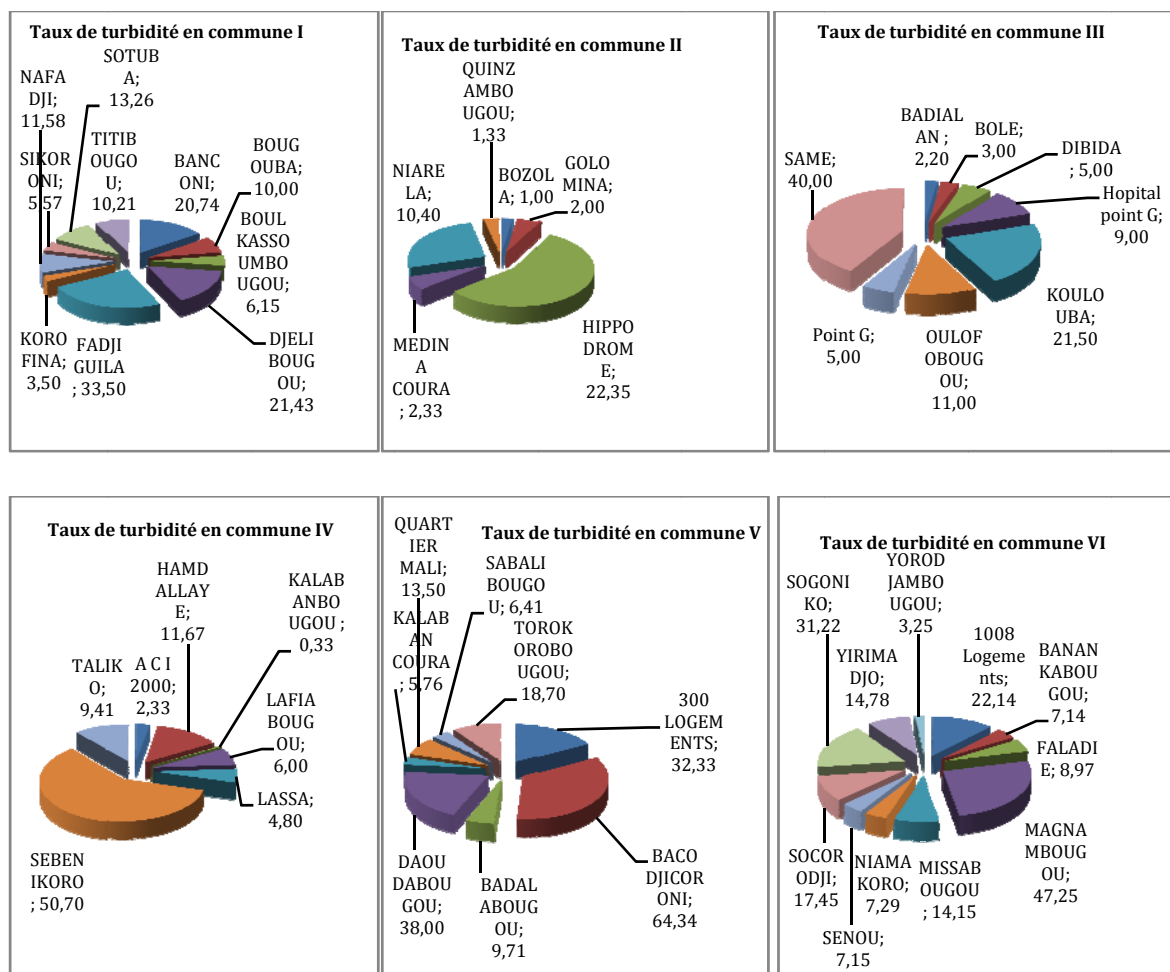 Taux de turbidité en commune I
SOTUB
A;
13,26
NAFA
DJI;
11,58
TITIB
OUGO
U;
10,21
SIKOR
ONI;
5,57
BANC
ONI;
20,74
BOUG
OUBA;
10,00
BOUL
KASSO
UMBO
UGOU;
6,15
DJELI
BOUG
OU;
21,43
FADJI
GUILA
; 33,50
KORO
FINA;
3,50
Taux de turbidité en commune II
QUINZ
AMBO
UGOU;
1,33
NIARE
LA;
10,40
BOZOL
A; 1,00
GOLO
MINA;
2,00
HIPPO
DROM
E;
22,35
MEDIN
A
COURA
; 2,33
Taux de turbidité en commune III
BADIAL
AN ;
2,20
BOLE;
3,00
DIBIDA
; 5,00
Hopital
point G;
9,00
SAME;
40,00
KOULO
UBA;
21,50
OULOF
OBOUG
OU;
11,00
Point G;
5,00
Taux de turbidité en commune IV
HAMD
ALLAY
E;
11,67
KALAB
ANBO
UGOU ;
0,33
TALIK
O;
9,41
A C I
2000;
2,33
LAFIA
BOUG
OU;
6,00
LASSA;
4,80
SEBEN
IKORO
; 50,70
Taux de turbidité en commune V
QUART
IER
MALI;
13,50
SABALI
BOUGO
U; 6,41
KALAB
AN
COURA
; 5,76
TOROK
OROBO
UGOU;
18,70
300
LOGEM
ENTS;
32,33
DAOU
DABOU
GOU;
38,00
BADAL
ABOUG
OU;
9,71
BACO
DJICOR
ONI;
64,34
Taux de turbidité en commune VI
SOGONI
KO;
31,22
YOROD
JAMBO
UGOU;
3,25
YIRIMA
DJO;
14,78
1008
Logeme
nts;
22,14
BANAN
KABOU
GOU;
7,14
FALADI
E; 8,97
SOCOR
ODJI;
17,45
NIAMA
KORO;
7,29
MISSAB
OUGOU
; 14,15
MAGNA
MBOUG
OU;
47,25
SENOU;
7,15